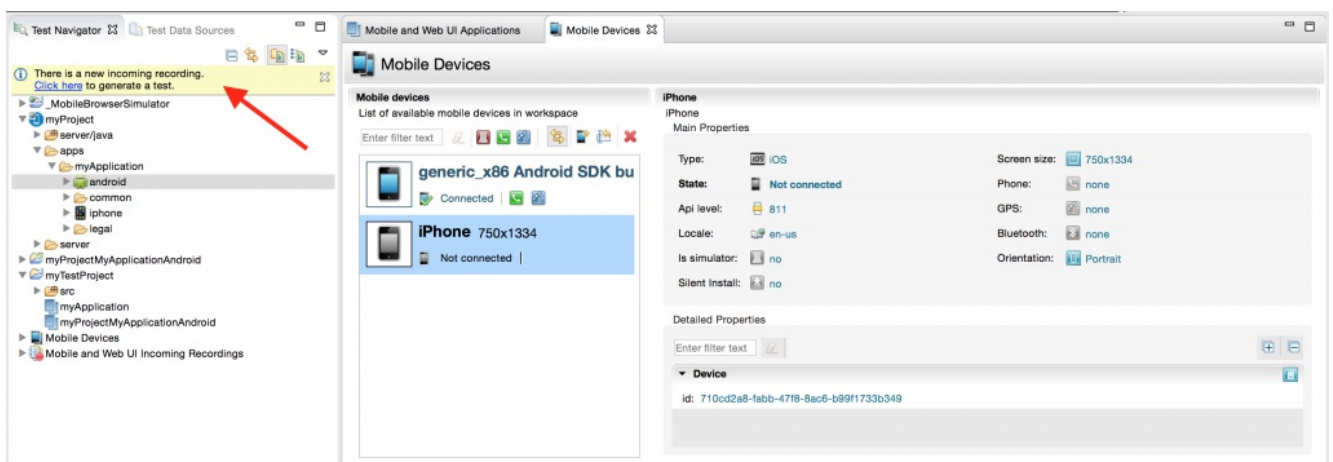 Test Navigator
Test Data Sources
There is a new incoming recording.
Click here to generate a test.
_MobileBrowserSimulator
myProject
server/java
apps
myApplication
android
common
iphone
legal
server
myProjectMyApplicationAndroid
myTestProject
src
myApplication
myProjectMyApplicationAndroid
Mobile Devices
Mobile and Web UI Incoming Recordings
Mobile and Web UI Applications
Mobile Devices
Mobile Devices
Mobile devices
List of available mobile devices in workspace
Enter filter text
generic_x86 Android SDK bu
Connected
iPhone 750x1334
Not connected
iPhone
iPhone
Main Properties
Type: iOS iOS
Screen size: 750x1334
State: Not connected
Phone: none
Api level: 811
GPS: none
Locale: en-us
Bluetooth: none
Is simulator: no
Orientation: Portrait
Silent Install: no
Detailed Properties
Enter filter text
Device
id: 710cd2a8-fabb-47f8-8ac6-b99f1733b349